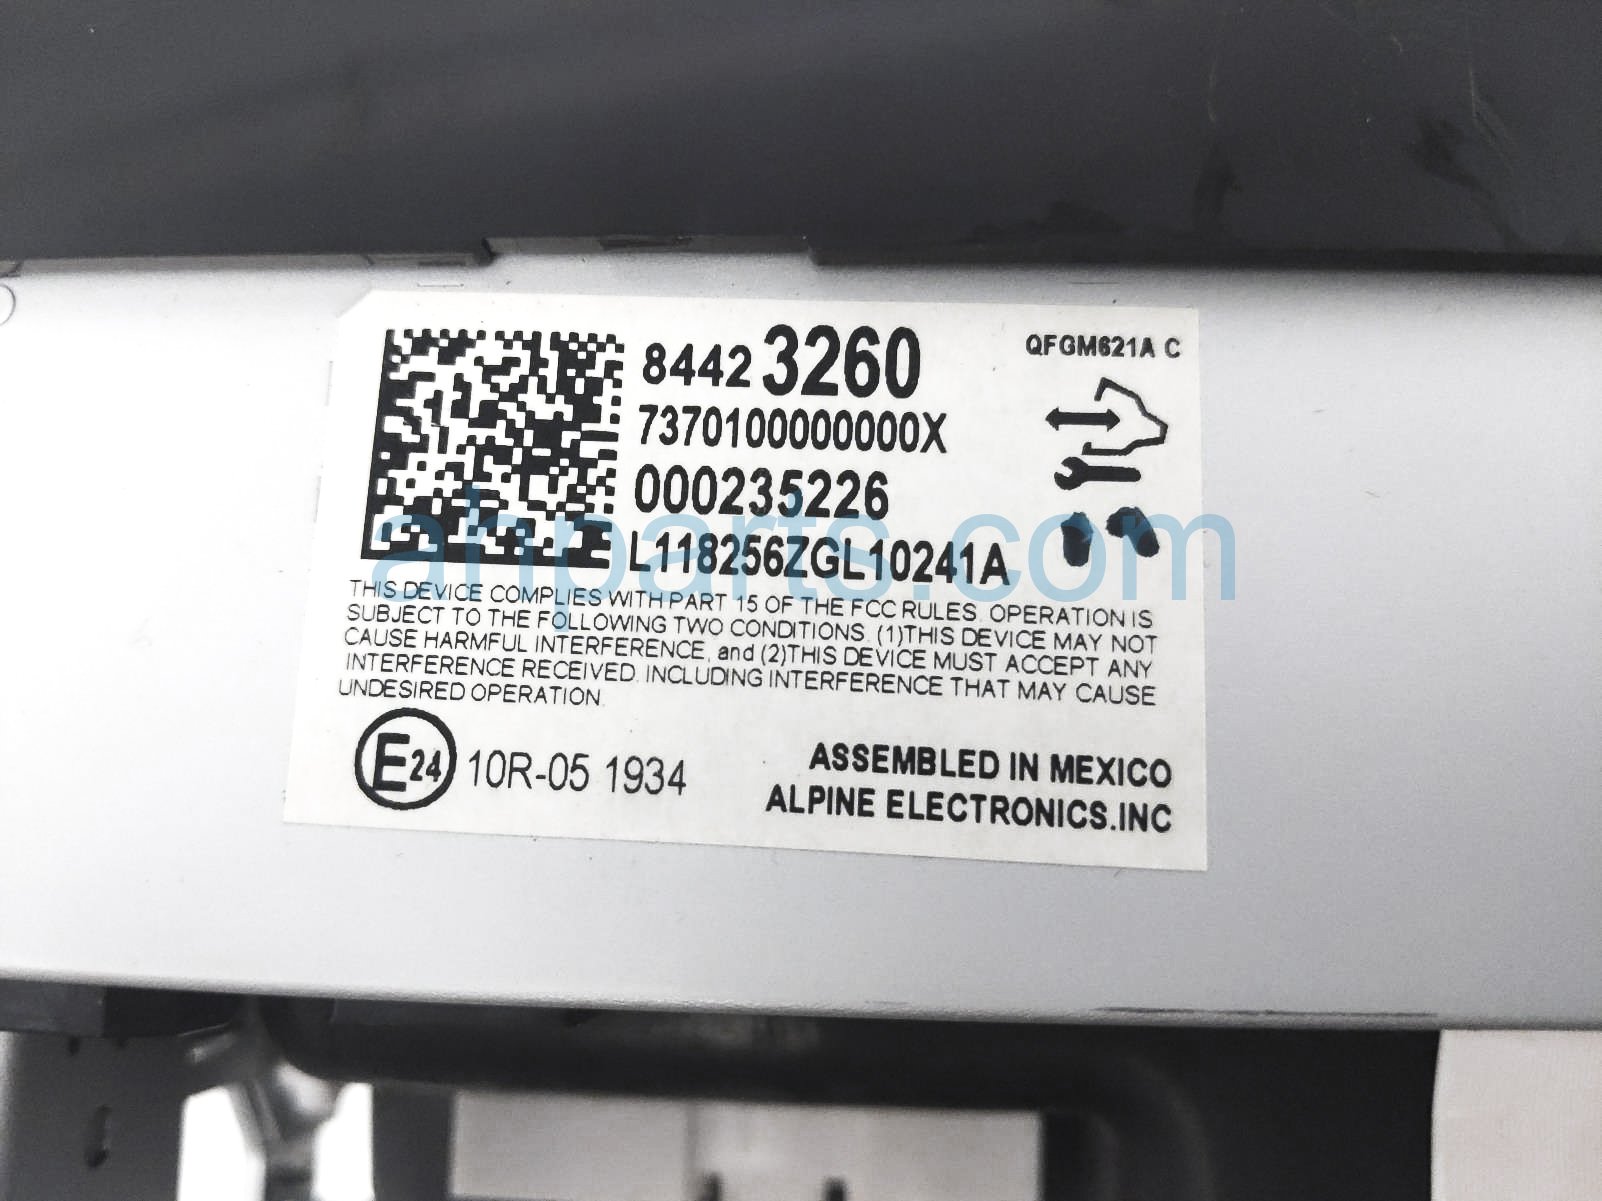 84423260
QFGM621A C
7370100000000X
000235226
L118256ZGL10241A
ahparts.com
THIS DEVICE COMPLIES WITH PART 15 OF THE FCC RULES. OPERATION IS
SUBJECT TO THE FOLLOWING TWO CONDITIONS. (1)THIS DEVICE MAY NOT
CAUSE HARMFUL INTERFERENCE, and (2)THIS DEVICE MUST ACCEPT ANY
INTERFERENCE RECEIVED. INCLUDING INTERFERENCE THAT MAY CAUSE
UNDESIRED OPERATION.
E24 10R-05 1934
ASSEMBLED IN MEXICO
ALPINE ELECTRONICS.INC